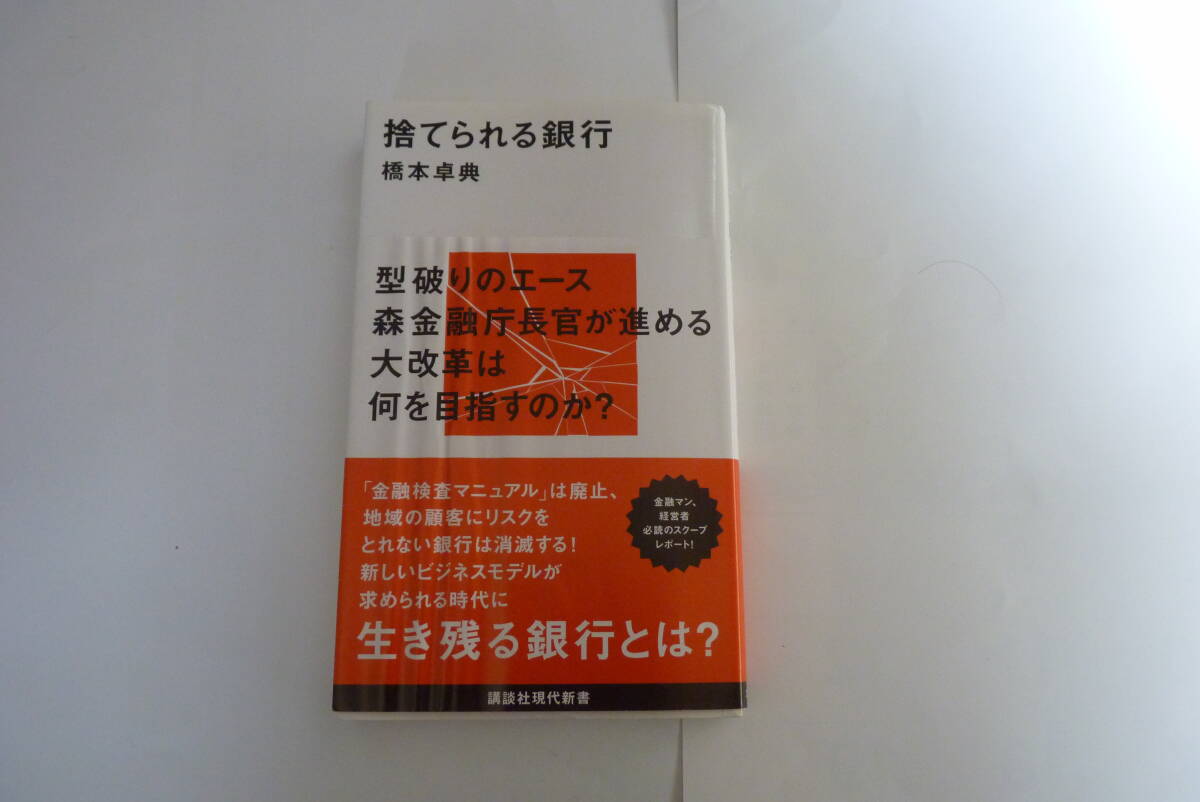 捨てられる銀行
橋本卓典
型破りのエース
森金融庁長官が進める
大改革は
何を目指すのか?
「金融検査マニュアル」は廃止、
地域の顧客にリスクを
とれない銀行は消滅する!
新しいビジネスモデルが
求められる時代に
生き残る銀行とは?
金融マン、
経営者
必読のスクープ
レポート!
講談社現代新書